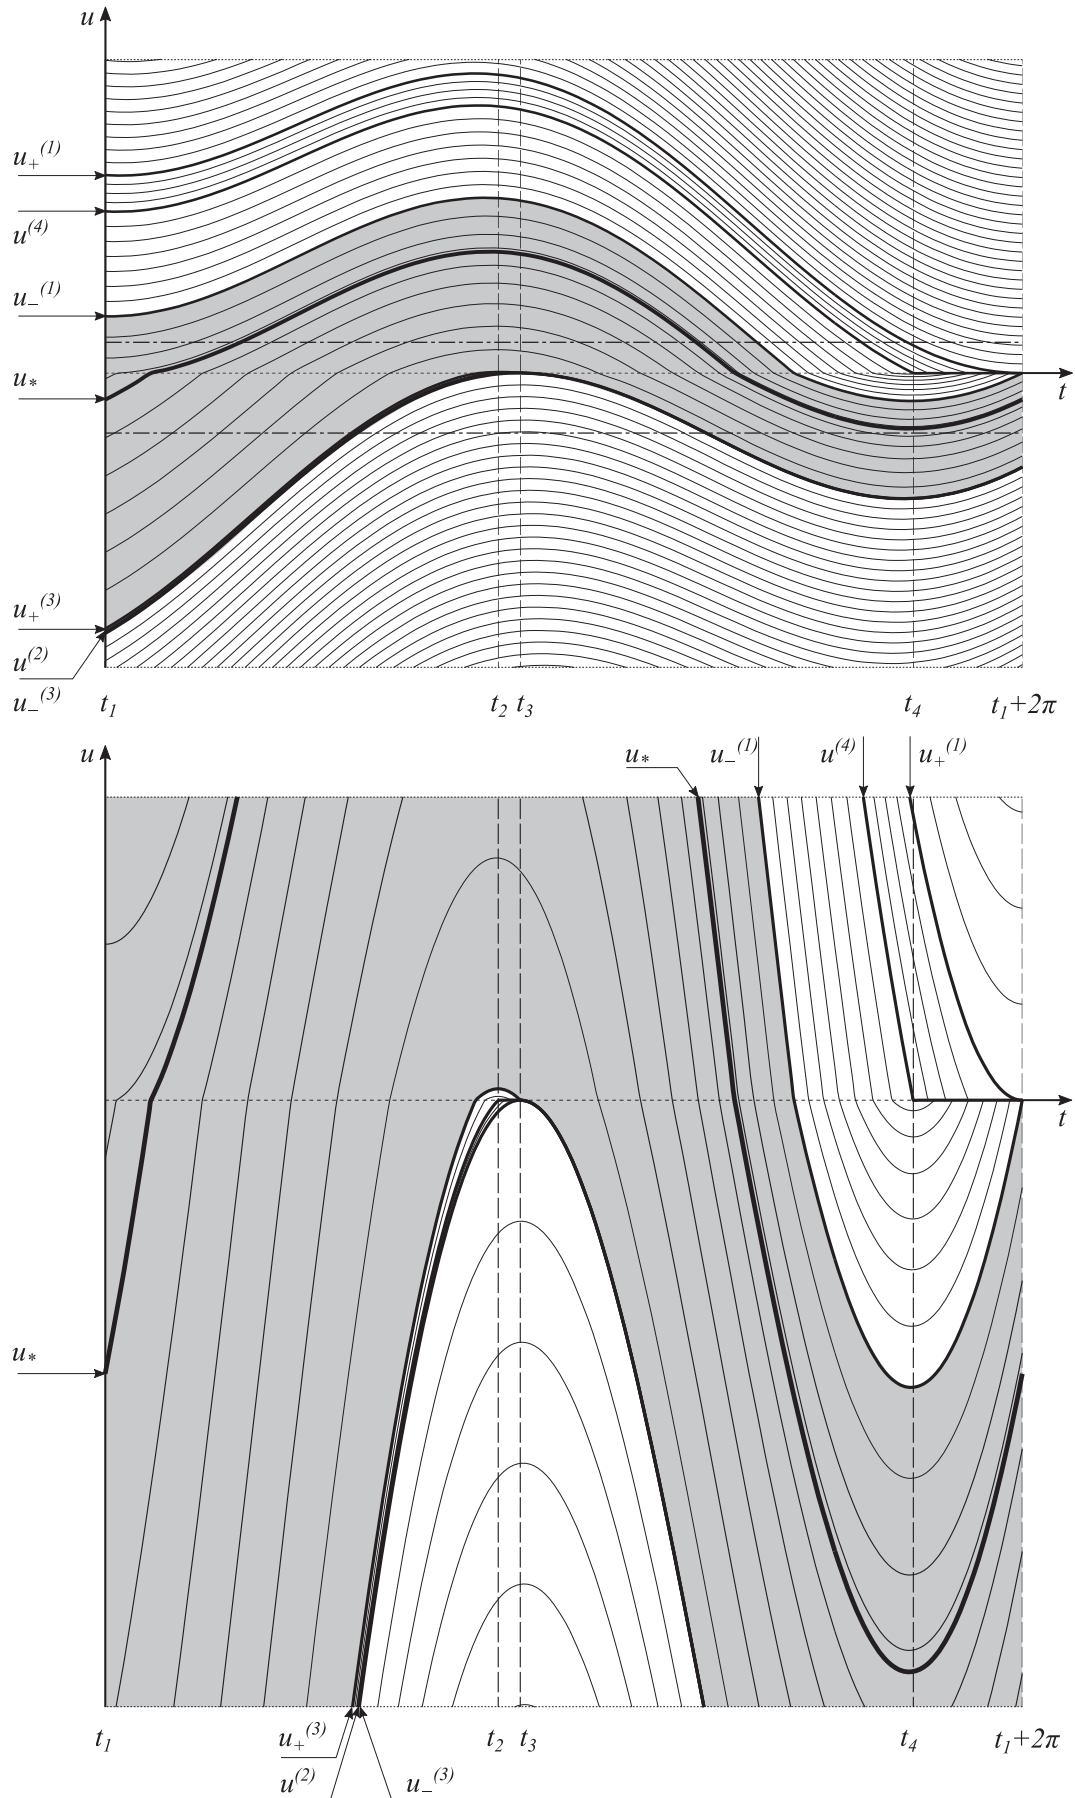 u
u₊⁽¹⁾
u⁽⁴⁾
u₋⁽¹⁾
u*
t
u₊⁽³⁾
u⁽²⁾
u₋⁽³⁾
t₁ t₂ t₃ t₄ t₁+2π
u u* u₋⁽¹⁾ u⁽⁴⁾ u₊⁽¹⁾
t
u*
t₁ u₊⁽³⁾ t₂ t₃ t₄ t₁+2π
u⁽²⁾ u₋⁽³⁾